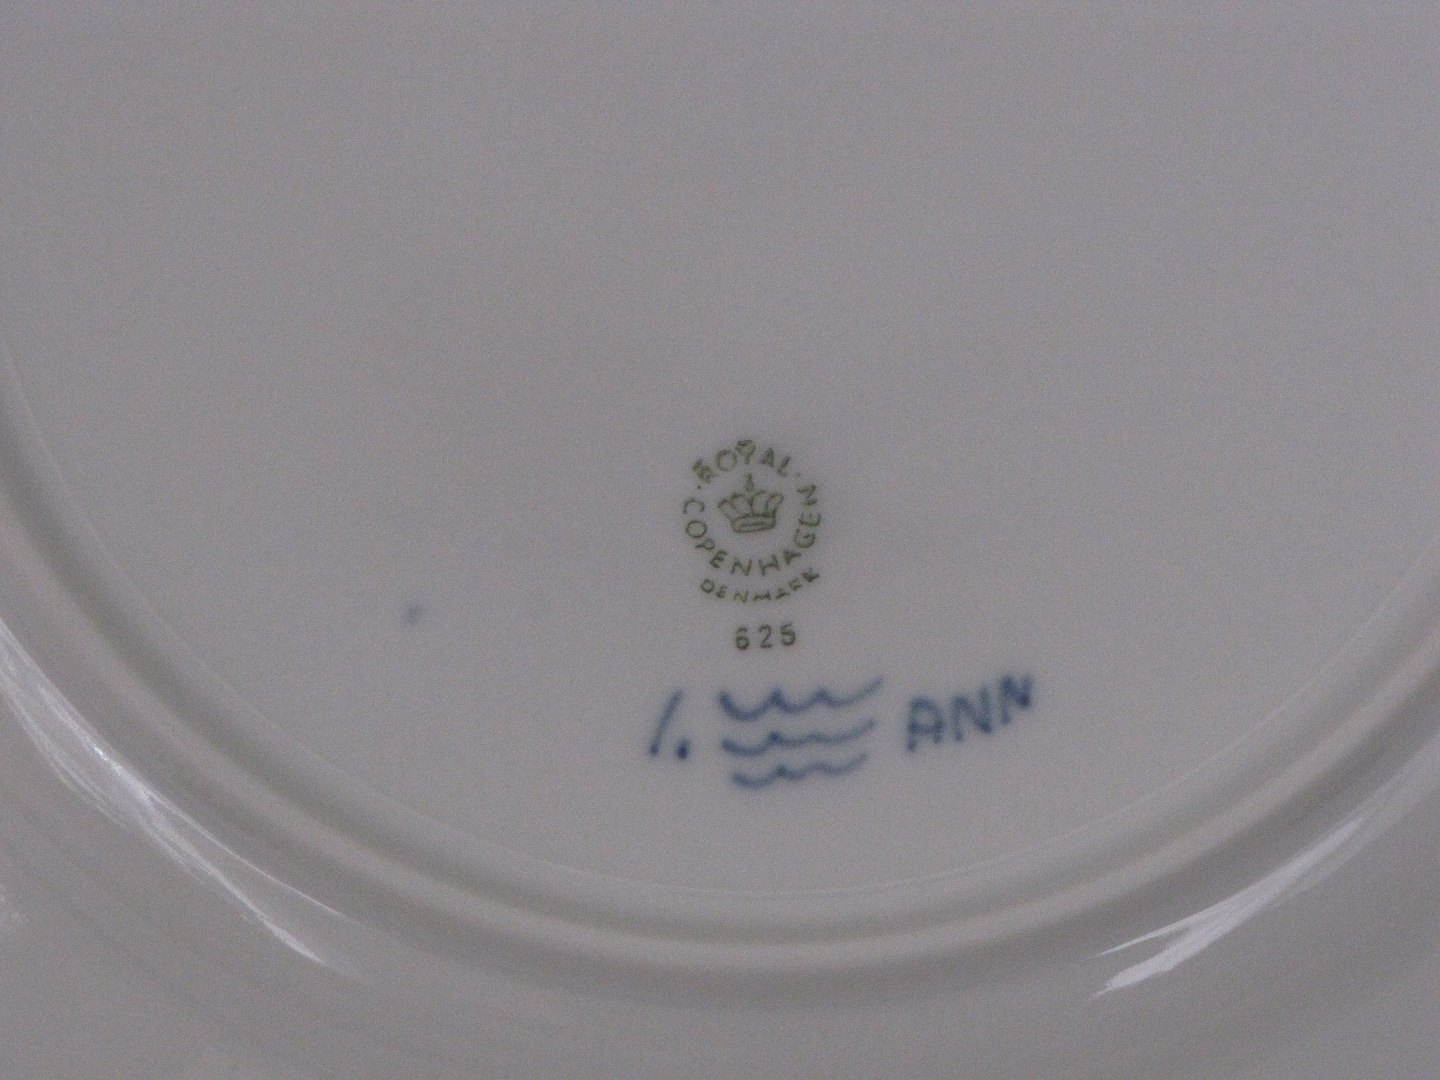 · ROYAL ·
COPENHAGEN
DENMARK
625
1. ANN